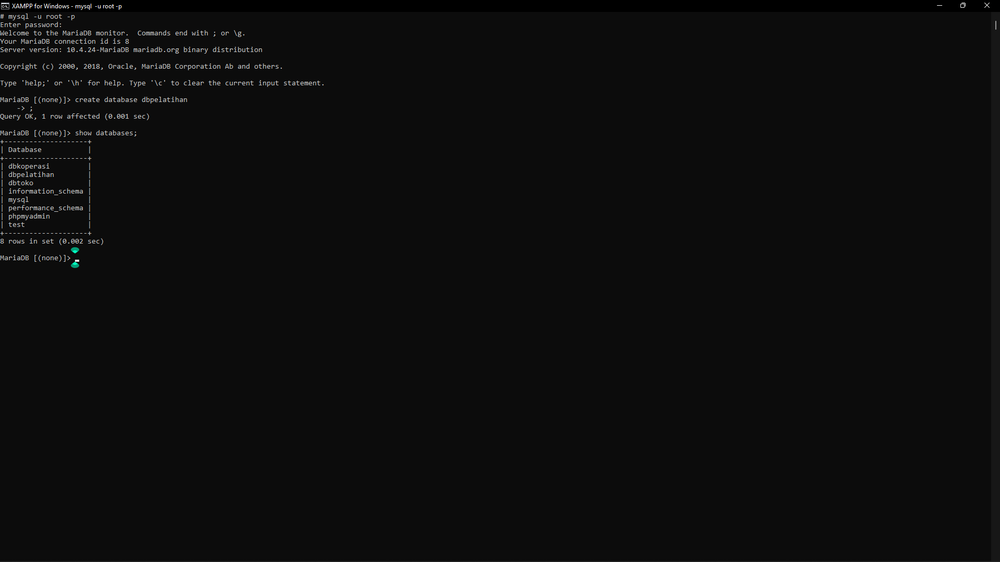 XAMPP for Windows - mysql  -u root -p
# mysql -u root -p
Enter password:
Welcome to the MariaDB monitor.  Commands end with ; or \g.
Your MariaDB connection id is 8
Server version: 10.4.24-MariaDB mariadb.org binary distribution

Copyright (c) 2000, 2018, Oracle, MariaDB Corporation Ab and others.

Type 'help;' or '\h' for help. Type '\c' to clear the current input statement.

MariaDB [(none)]> create database dbpelatihan
    -> ;
Query OK, 1 row affected (0.001 sec)

MariaDB [(none)]> show databases;
+--------------------+
| Database           |
+--------------------+
| dbkoperasi         |
| dbpelatihan        |
| dbtoko             |
| information_schema |
| mysql              |
| performance_schema |
| phpmyadmin         |
| test               |
+--------------------+
8 rows in set (0.002 sec)

MariaDB [(none)]>